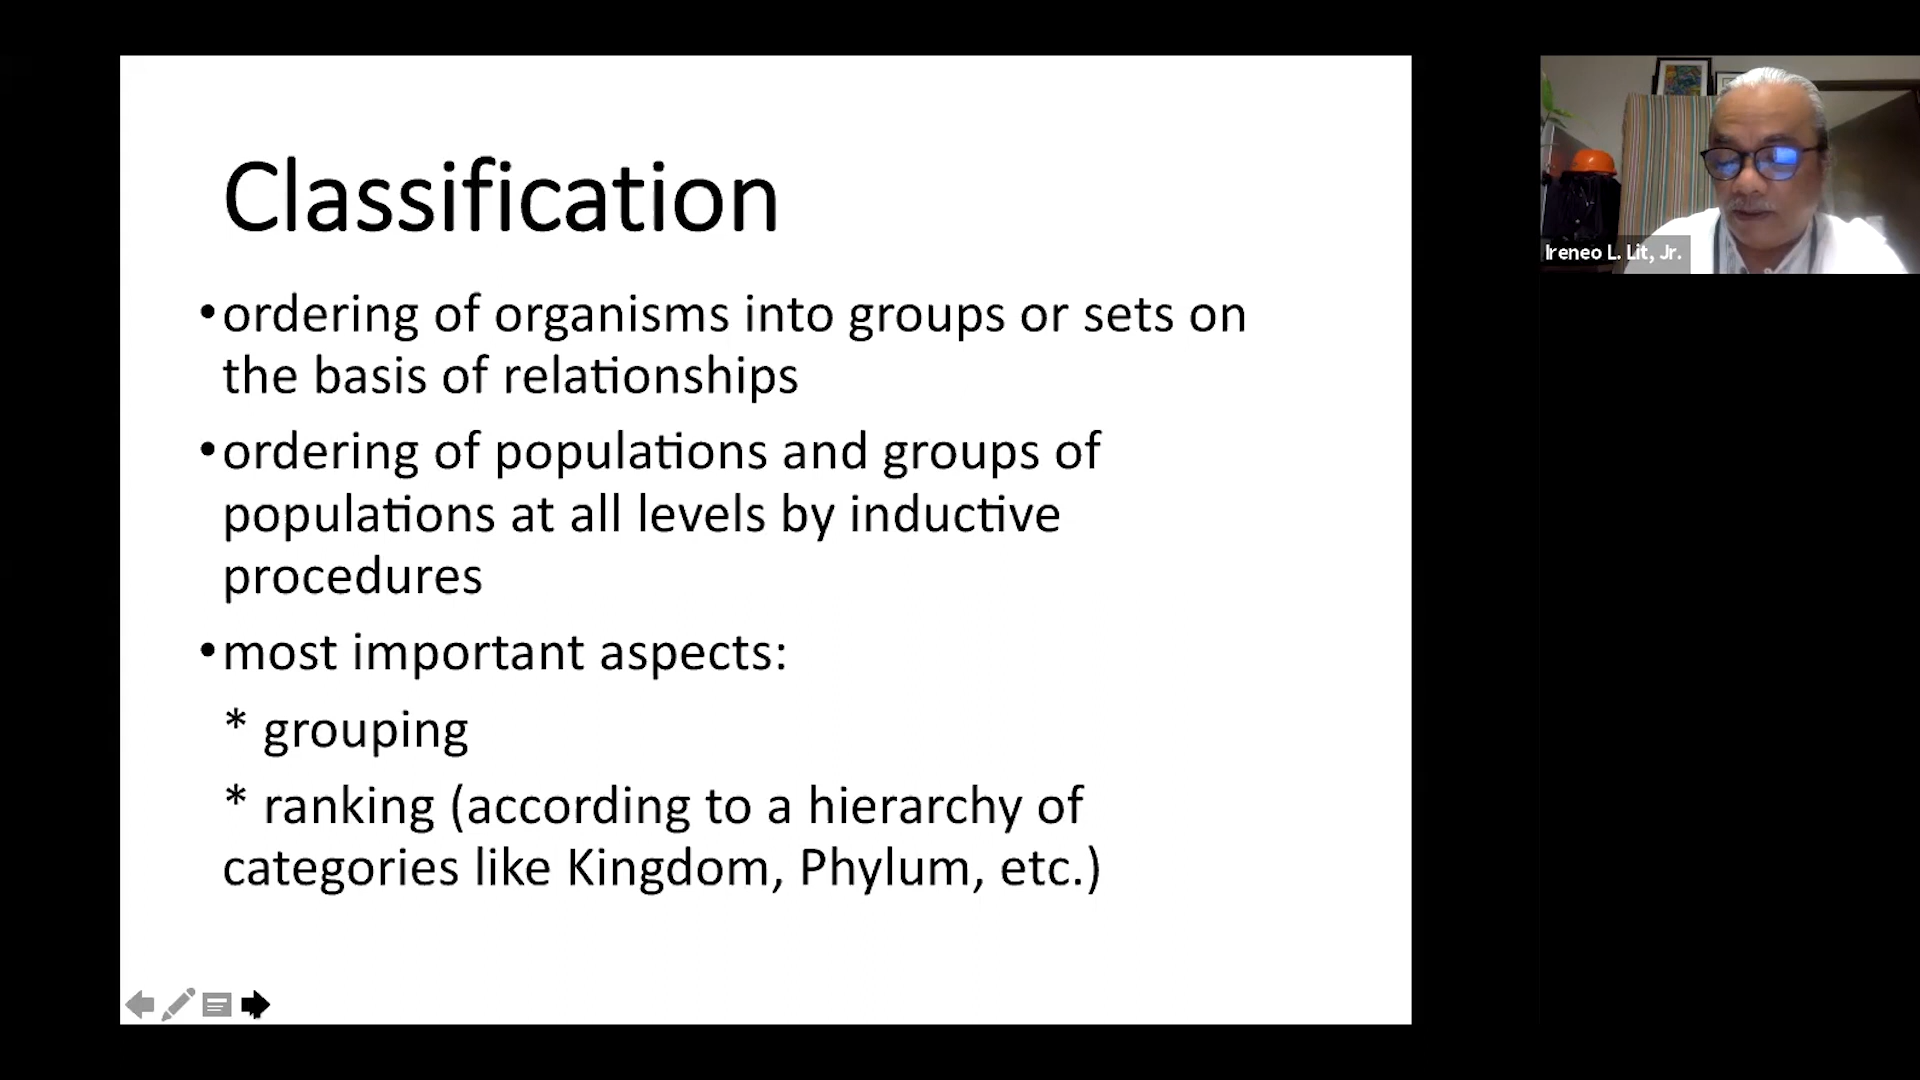 Classification
•ordering of organisms into groups or sets on
the basis of relationships
•ordering of populations and groups of
populations at all levels by inductive
procedures
•most important aspects:
* grouping
* ranking (according to a hierarchy of
categories like Kingdom, Phylum, etc.)
Ireneo L. Lit, Jr.